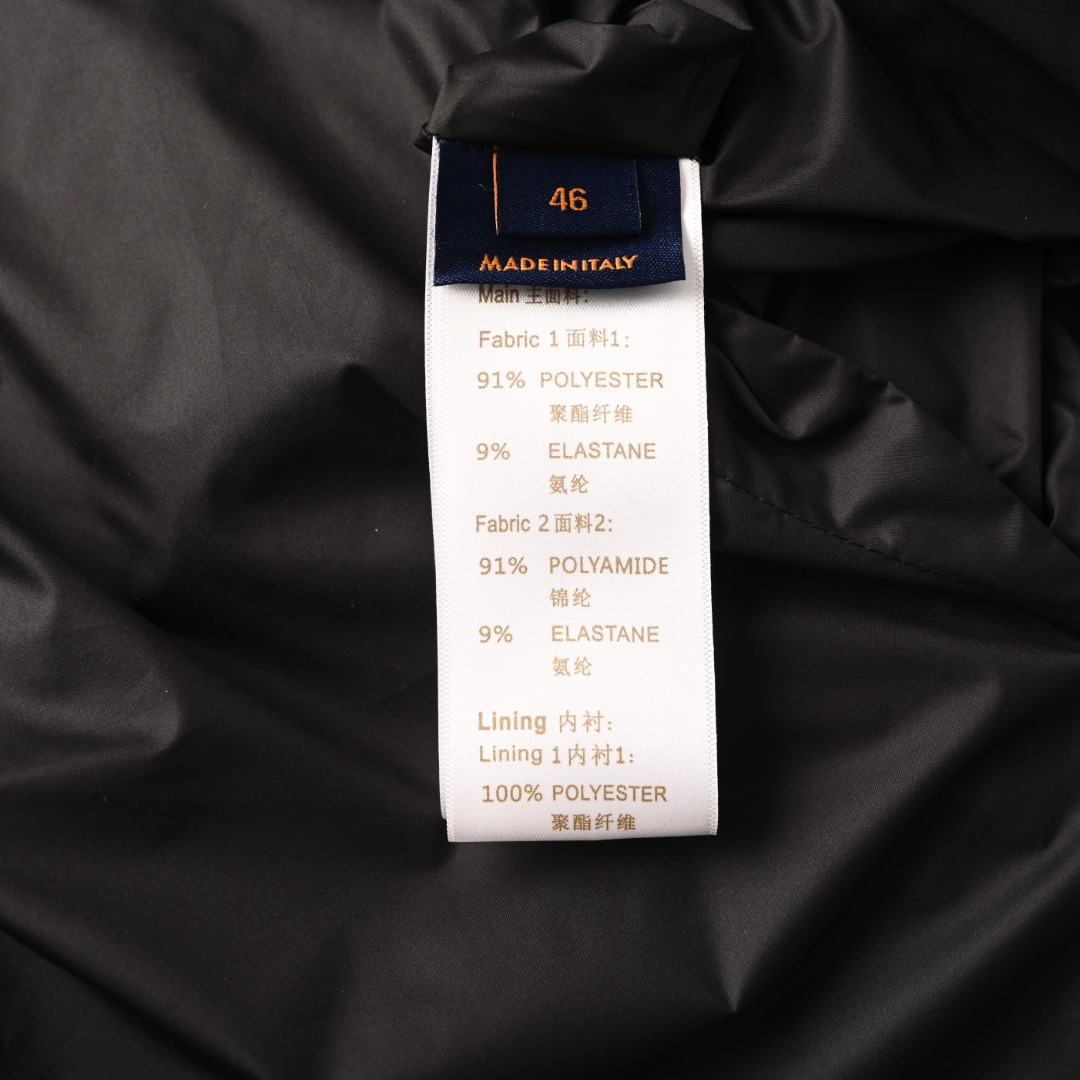 46
MADE IN ITALY
Main 主面料:
Fabric 1 面料1:
91% POLYESTER
聚酯纤维
9% ELASTANE
氨纶
Fabric 2 面料2:
91% POLYAMIDE
锦纶
9% ELASTANE
氨纶
Lining 内衬:
Lining 1 内衬1:
100% POLYESTER
聚酯纤维